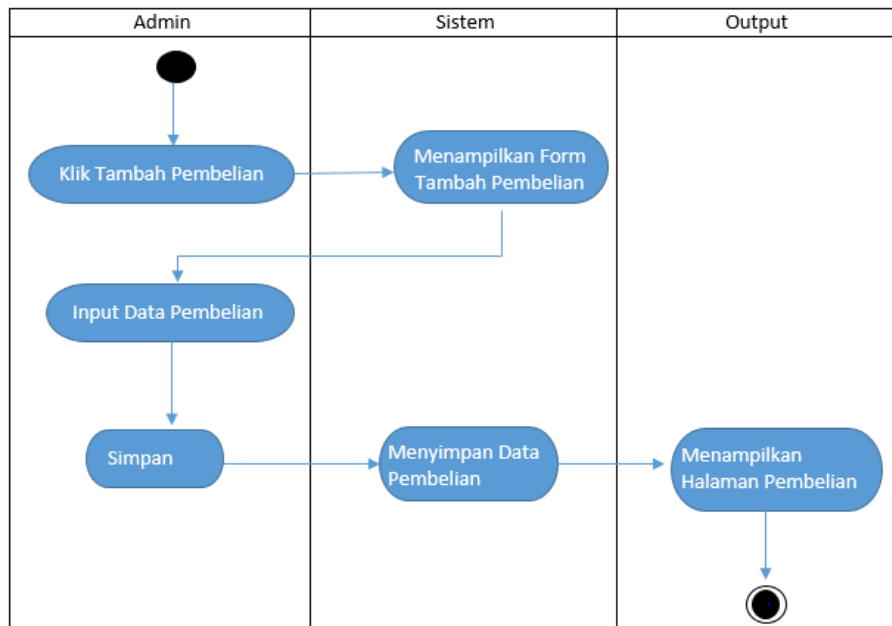 Admin
Sistem
Output
Klik Tambah Pembelian
Menampilkan Form
Tambah Pembelian
Input Data Pembelian
Simpan
Menyimpan Data
Pembelian
Menampilkan
Halaman Pembelian